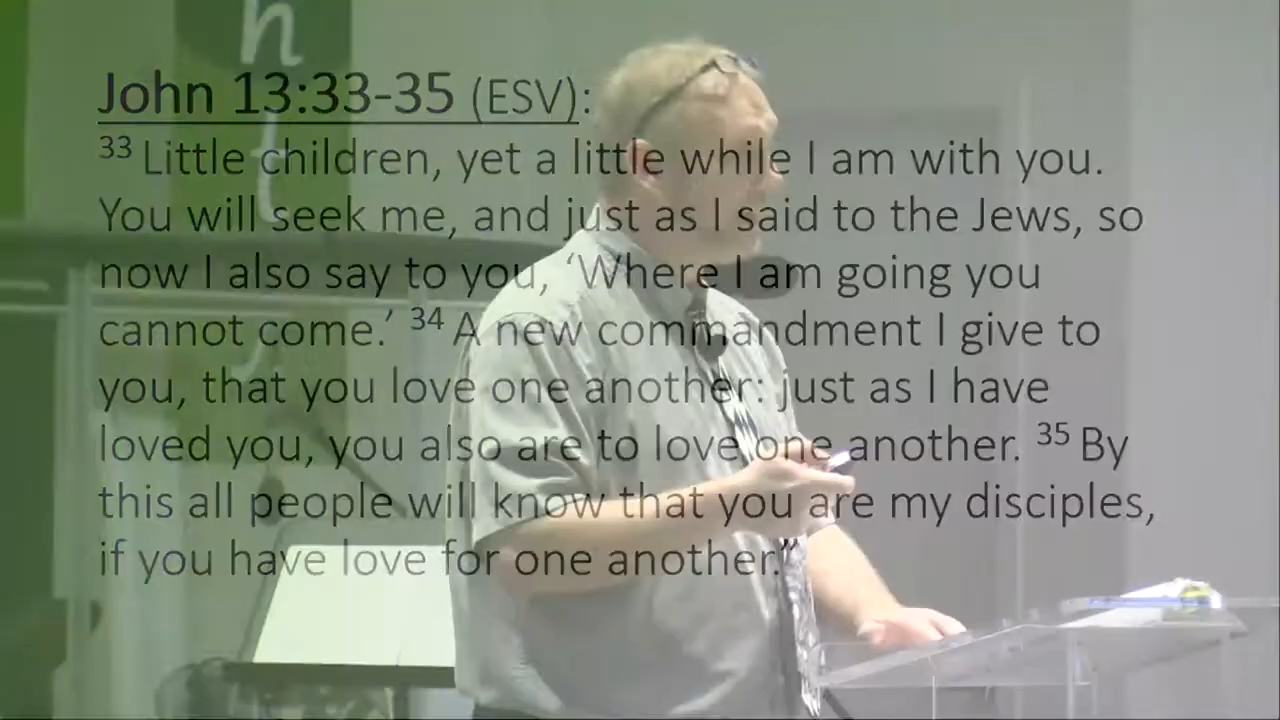 h
John 13:33-35 (ESV):
33 Little children, yet a little while I am with you.
You will seek me, and just as I said to the Jews, so
now I also say to you, ‘Where I am going you
cannot come.’ 34 A new commandment I give to
you, that you love one another: just as I have
loved you, you also are to love one another. 35 By
this all people will know that you are my disciples,
if you have love for one another.”